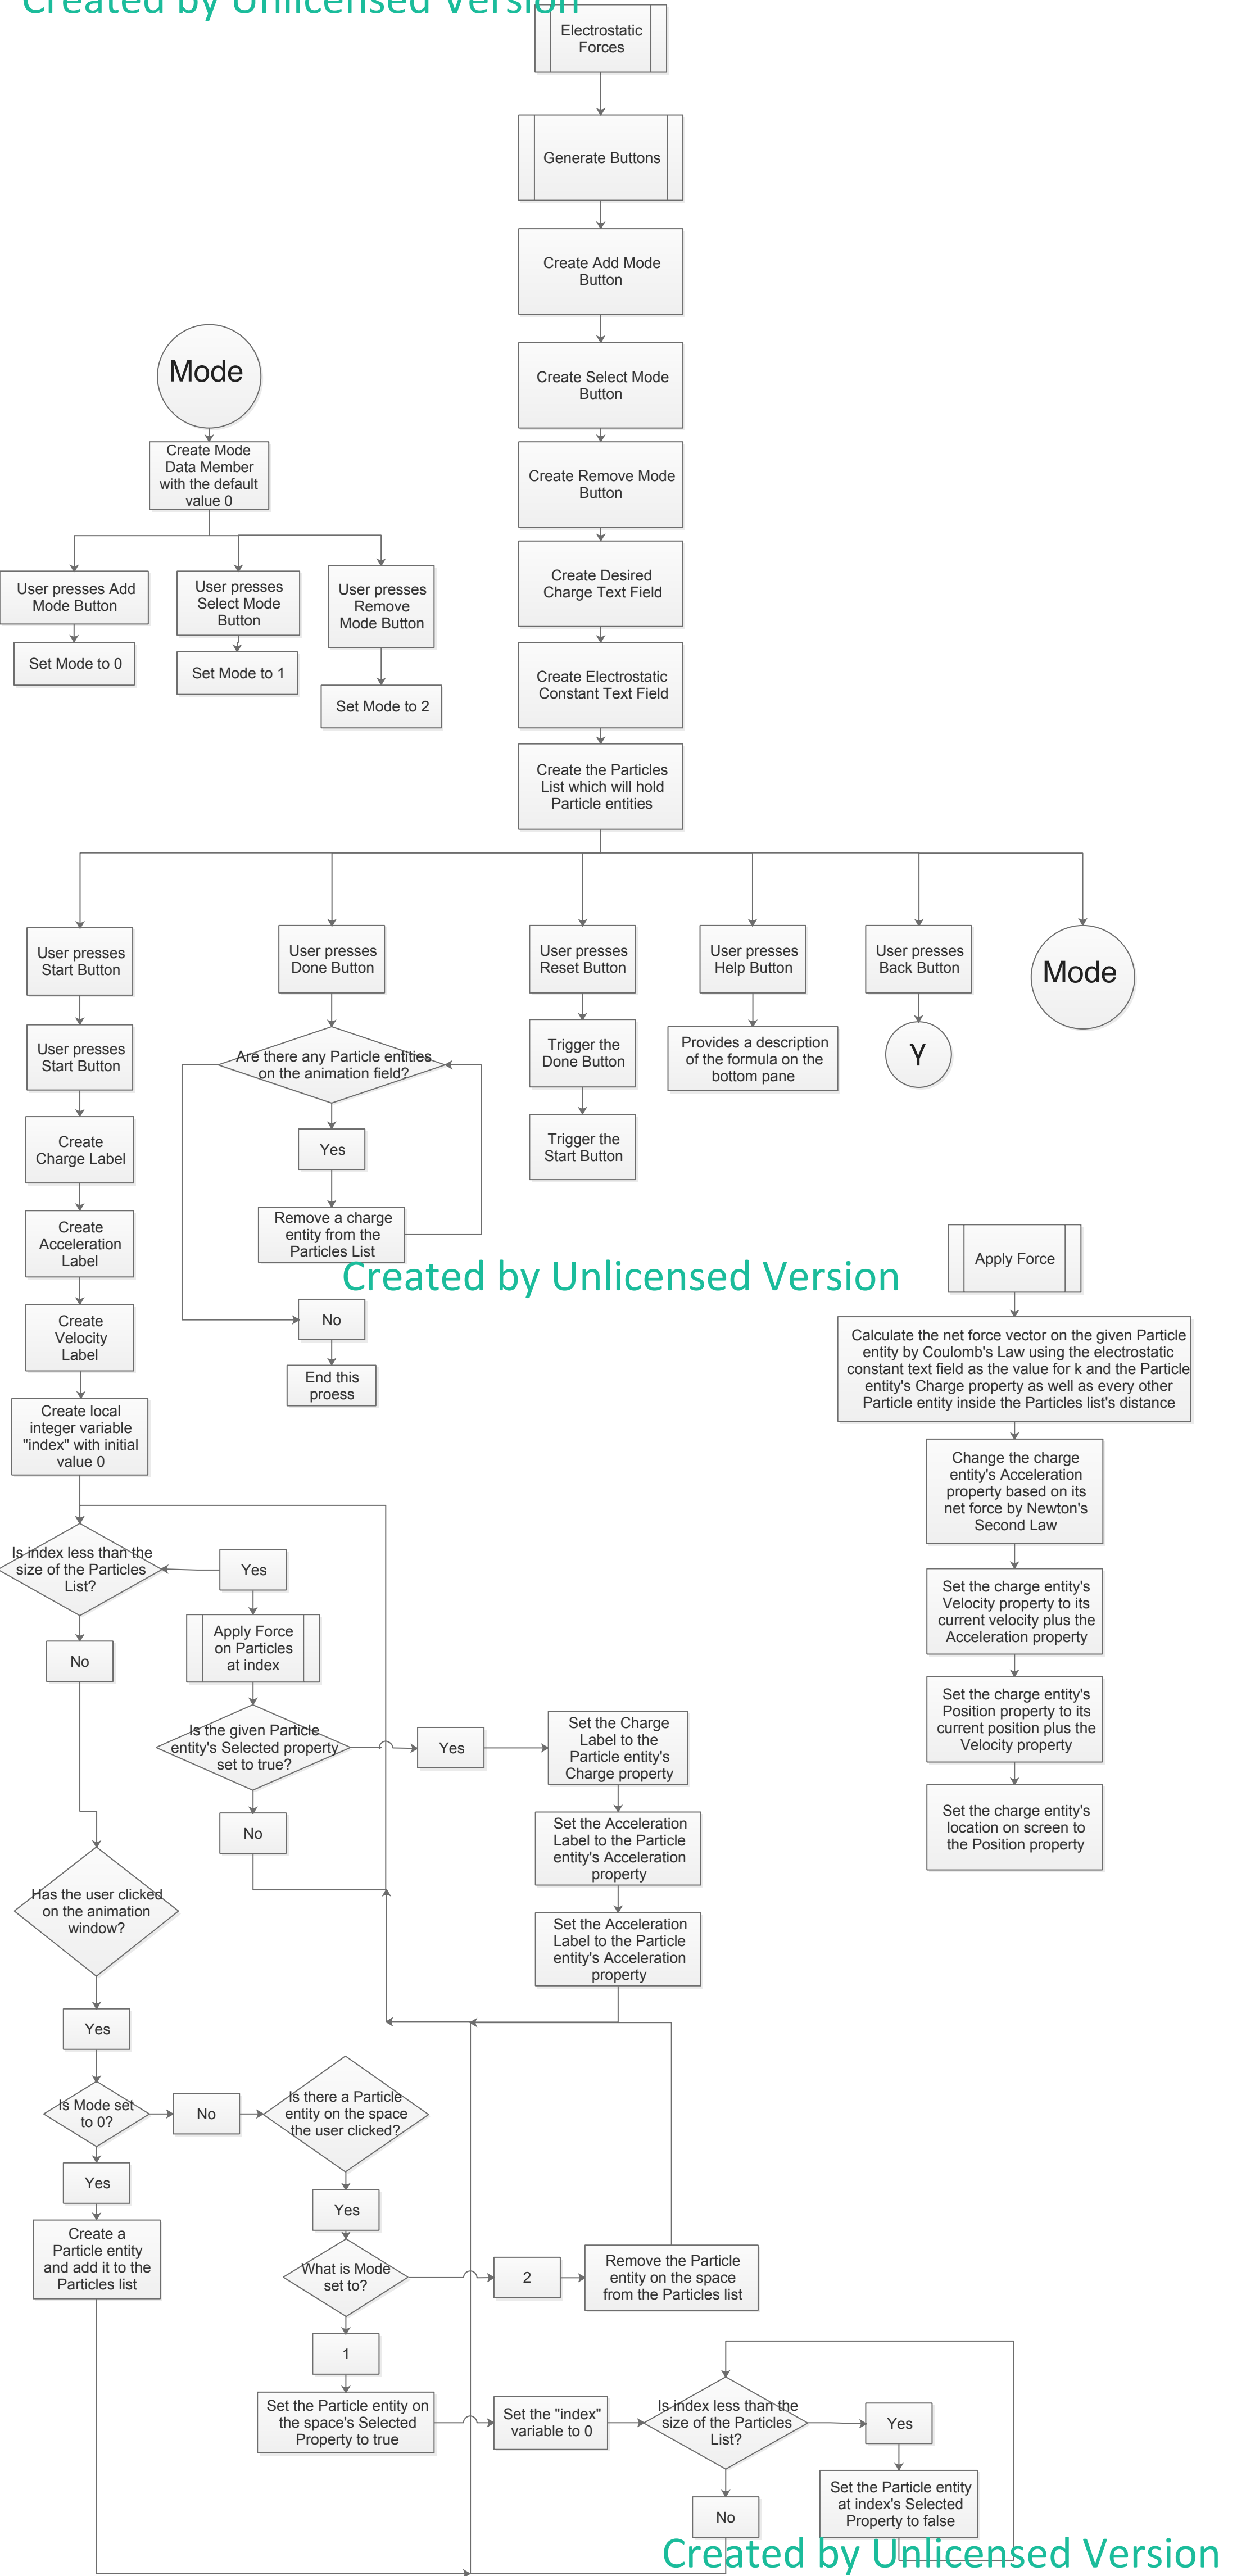 Created by Unlicensed Version
Electrostatic
Forces
Generate Buttons
Create Add Mode
Button
Create Select Mode
Button
Create Remove Mode
Button
Create Desired
Charge Text Field
Create Electrostatic
Constant Text Field
Create the Particles
List which will hold
Particle entities
Mode
Create Mode
Data Member
with the default
value 0
User presses Add
Mode Button
Set Mode to 0
User presses
Select Mode
Button
Set Mode to 1
User presses
Remove
Mode Button
Set Mode to 2
User presses
Start Button
User presses
Start Button
Create
Charge Label
Create
Acceleration
Label
Create
Velocity
Label
Create local
integer variable
"index" with initial
value 0
User presses
Done Button
Are there any Particle entities
on the animation field?
Yes
Remove a charge
entity from the
Particles List
No
End this
proess
User presses
Reset Button
Trigger the
Done Button
Trigger the
Start Button
User presses
Help Button
Provides a description
of the formula on the
bottom pane
User presses
Back Button
γ
Mode
Created by Unlicensed Version
Apply Force
Calculate the net force vector on the given Particle
entity by Coulomb's Law using the electrostatic
constant text field as the value for k and the Particle
entity's Charge property as well as every other
Particle entity inside the Particles list's distance
Change the charge
entity's Acceleration
property based on its
net force by Newton's
Second Law
Set the charge entity's
Velocity property to its
current velocity plus the
Acceleration property
Set the charge entity's
Position property to its
current position plus the
Velocity property
Set the charge entity's
location on screen to
the Position property
Is index less than the
size of the Particles
List?
Yes
Apply Force
on Particles
at index
No
Is the given Particle
entity's Selected property
set to true?
Yes
Set the Charge
Label to the
Particle entity's
Charge property
No
Set the Acceleration
Label to the Particle
entity's Acceleration
property
Set the Acceleration
Label to the Particle
entity's Acceleration
property
Has the user clicked
on the animation
window?
Yes
Is Mode set
to 0?
No
Is there a Particle
entity on the space
the user clicked?
Yes
Create a
Particle entity
and add it to the
Particles list
Yes
What is Mode
set to?
2
Remove the Particle
entity on the space
from the Particles list
1
Set the Particle entity on
the space's Selected
Property to true
Set the "index"
variable to 0
Is index less than the
size of the Particles
List?
Yes
Set the Particle entity
at index's Selected
Property to false
No
Created by Unlicensed Version